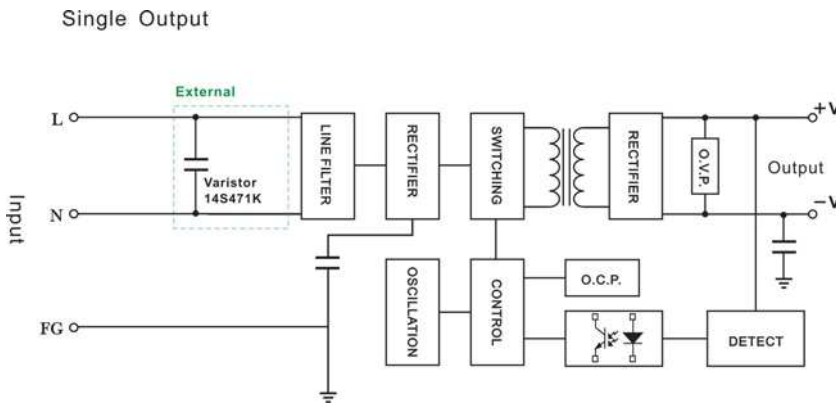 Single Output
External
L
Varistor
14S471K
N
Input
FG
LINE FILTER
RECTIFIER
SWITCHING
RECTIFIER
O.V.P.
+V
Output
−V
OSCILLATION
CONTROL
O.C.P.
DETECT